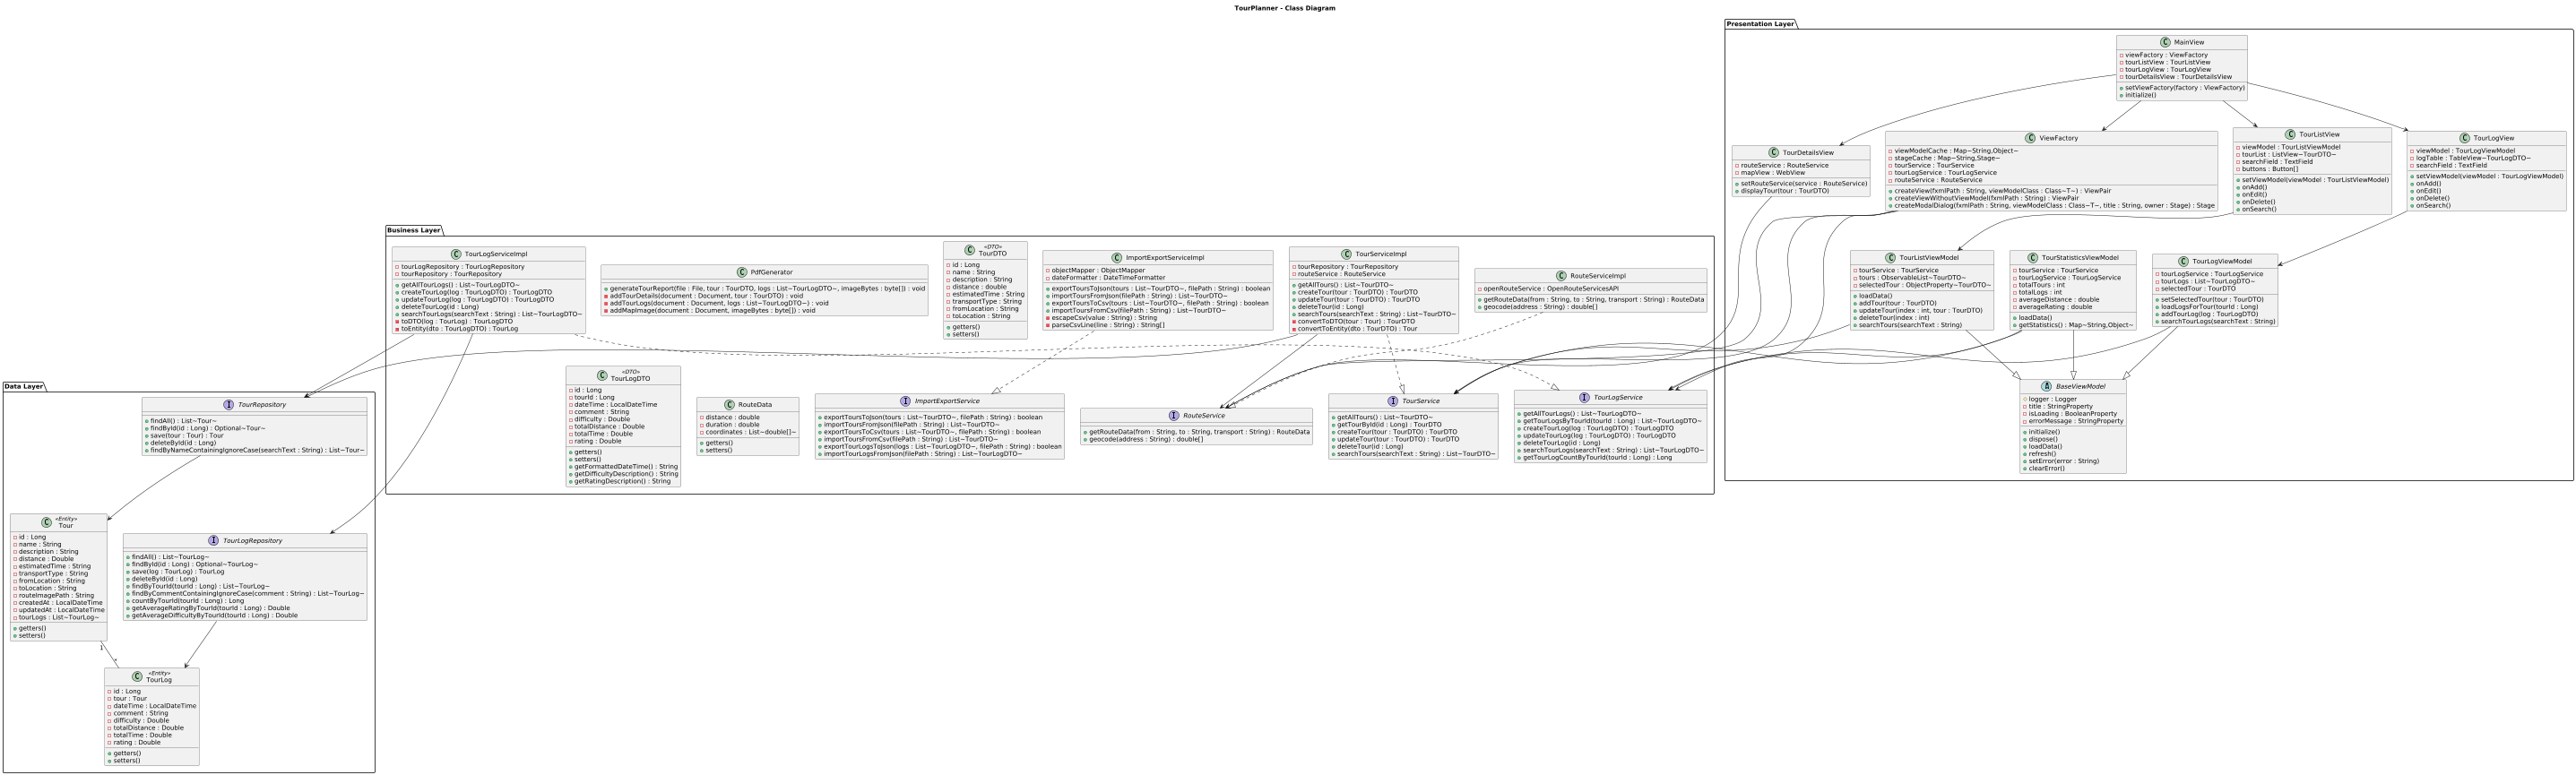 TourPlanner - Class Diagram
Presentation Layer
MainView
viewFactory : ViewFactory
tourListView : TourListView
tourLogView : TourLogView
tourDetailsView : TourDetailsView
setViewFactory(factory : ViewFactory)
initialize()
TourDetailsView
routeService : RouteService
mapView : WebView
setRouteService(service : RouteService)
displayTour(tour : TourDTO)
ViewFactory
viewModelCache : Map~String,Object~
stageCache : Map~String,Stage~
tourService : TourService
tourLogService : TourLogService
routeService : RouteService
createView(fxmlPath : String, viewModelClass : Class~T~) : ViewPair
createViewWithoutViewModel(fxmlPath : String) : ViewPair
createModalDialog(fxmlPath : String, viewModelClass : Class~T~, title : String, owner : Stage) : Stage
TourListView
viewModel : TourListViewModel
tourList : ListView~TourDTO~
searchField : TextField
buttons : Button[]
setViewModel(viewModel : TourListViewModel)
onAdd()
onEdit()
onDelete()
onSearch()
TourLogView
viewModel : TourLogViewModel
logTable : TableView~TourLogDTO~
searchField : TextField
setViewModel(viewModel : TourLogViewModel)
onAdd()
onEdit()
onDelete()
onSearch()
TourListViewModel
tourService : TourService
tours : ObservableList~TourDTO~
selectedTour : ObjectProperty~TourDTO~
loadData()
addTour(tour : TourDTO)
updateTour(index : int, tour : TourDTO)
deleteTour(index : int)
searchTours(searchText : String)
TourStatisticsViewModel
tourService : TourService
tourLogService : TourLogService
totalTours : int
totalLogs : int
averageDistance : double
averageRating : double
loadData()
getStatistics() : Map~String,Object~
TourLogViewModel
tourLogService : TourLogService
tourLogs : List~TourLogDTO~
selectedTour : TourDTO
setSelectedTour(tour : TourDTO)
loadLogsForTour(tourId : Long)
addTourLog(log : TourLogDTO)
searchTourLogs(searchText : String)
BaseViewModel
logger : Logger
title : StringProperty
isLoading : BooleanProperty
errorMessage : StringProperty
initialize()
dispose()
loadData()
refresh()
setError(error : String)
clearError()
Business Layer
TourLogServiceImpl
tourLogRepository : TourLogRepository
tourRepository : TourRepository
getAllTourLogs() : List~TourLogDTO~
createTourLog(log : TourLogDTO) : TourLogDTO
updateTourLog(log : TourLogDTO) : TourLogDTO
deleteTourLog(id : Long)
searchTourLogs(searchText : String) : List~TourLogDTO~
toDTO(log : TourLog) : TourLogDTO
toEntity(dto : TourLogDTO) : TourLog
PdfGenerator
generateTourReport(file : File, tour : TourDTO, logs : List~TourLogDTO~, imageBytes : byte[]) : void
addTourDetails(document : Document, tour : TourDTO) : void
addTourLogs(document : Document, logs : List~TourLogDTO~) : void
addMapImage(document : Document, imageBytes : byte[]) : void
«DTO»
TourDTO
id : Long
name : String
description : String
distance : double
estimatedTime : String
transportType : String
fromLocation : String
toLocation : String
getters()
setters()
ImportExportServiceImpl
objectMapper : ObjectMapper
dateFormatter : DateTimeFormatter
exportToursToJson(tours : List~TourDTO~, filePath : String) : boolean
importToursFromJson(filePath : String) : List~TourDTO~
exportToursToCsv(tours : List~TourDTO~, filePath : String) : boolean
importToursFromCsv(filePath : String) : List~TourDTO~
escapeCsv(value : String) : String
parseCsvLine(line : String) : String[]
TourServiceImpl
tourRepository : TourRepository
routeService : RouteService
getAllTours() : List~TourDTO~
createTour(tour : TourDTO) : TourDTO
updateTour(tour : TourDTO) : TourDTO
deleteTour(id : Long)
searchTours(searchText : String) : List~TourDTO~
convertToDTO(tour : Tour) : TourDTO
convertToEntity(dto : TourDTO) : Tour
RouteServiceImpl
openRouteService : OpenRouteServicesAPI
getRouteData(from : String, to : String, transport : String) : RouteData
geocode(address : String) : double[]
«DTO»
TourLogDTO
id : Long
tourId : Long
dateTime : LocalDateTime
comment : String
difficulty : Double
totalDistance : Double
totalTime : Double
rating : Double
getters()
setters()
getFormattedDateTime() : String
getDifficultyDescription() : String
getRatingDescription() : String
RouteData
distance : double
duration : double
coordinates : List~double[]~
getters()
setters()
ImportExportService
exportToursToJson(tours : List~TourDTO~, filePath : String) : boolean
importToursFromJson(filePath : String) : List~TourDTO~
exportToursToCsv(tours : List~TourDTO~, filePath : String) : boolean
importToursFromCsv(filePath : String) : List~TourDTO~
exportTourLogsToJson(logs : List~TourLogDTO~, filePath : String) : boolean
importTourLogsFromJson(filePath : String) : List~TourLogDTO~
RouteService
getRouteData(from : String, to : String, transport : String) : RouteData
geocode(address : String) : double[]
TourService
getAllTours() : List~TourDTO~
getTourById(id : Long) : TourDTO
createTour(tour : TourDTO) : TourDTO
updateTour(tour : TourDTO) : TourDTO
deleteTour(id : Long)
searchTours(searchText : String) : List~TourDTO~
TourLogService
getAllTourLogs() : List~TourLogDTO~
getTourLogsByTourId(tourId : Long) : List~TourLogDTO~
createTourLog(log : TourLogDTO) : TourLogDTO
updateTourLog(log : TourLogDTO) : TourLogDTO
deleteTourLog(id : Long)
searchTourLogs(searchText : String) : List~TourLogDTO~
getTourLogCountByTourId(tourId : Long) : Long
Data Layer
TourRepository
findAll() : List~Tour~
findById(id : Long) : Optional~Tour~
save(tour : Tour) : Tour
deleteById(id : Long)
findByNameContainingIgnoreCase(searchText : String) : List~Tour~
«Entity»
Tour
id : Long
name : String
description : String
distance : Double
estimatedTime : String
transportType : String
fromLocation : String
toLocation : String
routeImagePath : String
createdAt : LocalDateTime
updatedAt : LocalDateTime
tourLogs : List~TourLog~
getters()
setters()
TourLogRepository
findAll() : List~TourLog~
findById(id : Long) : Optional~TourLog~
save(log : TourLog) : TourLog
deleteById(id : Long)
findByTourId(tourId : Long) : List~TourLog~
findByCommentContainingIgnoreCase(comment : String) : List~TourLog~
countByTourId(tourId : Long) : Long
getAverageRatingByTourId(tourId : Long) : Double
getAverageDifficultyByTourId(tourId : Long) : Double
1
*
«Entity»
TourLog
id : Long
tour : Tour
dateTime : LocalDateTime
comment : String
difficulty : Double
totalDistance : Double
totalTime : Double
rating : Double
getters()
setters()